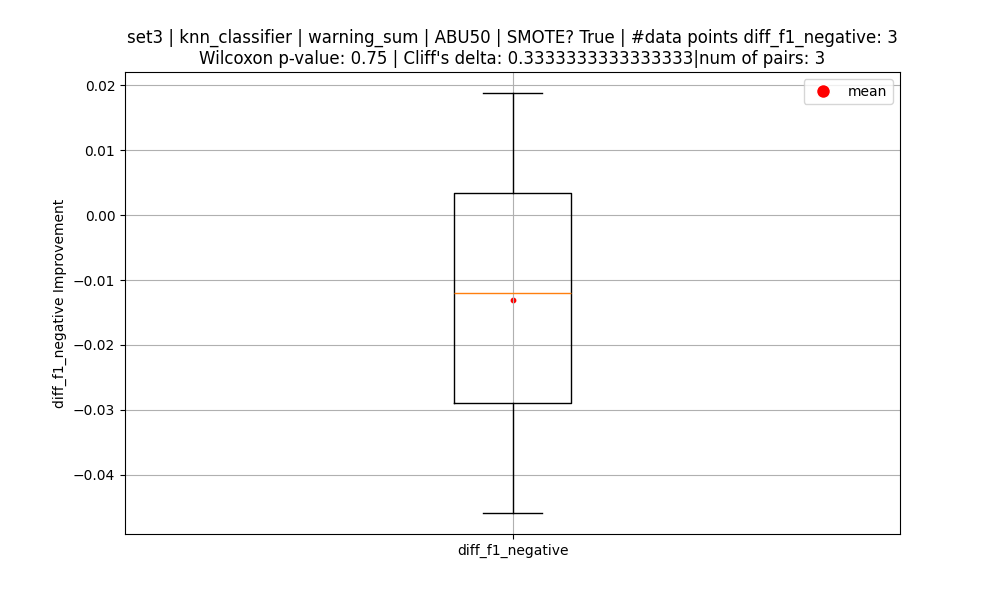 set3 | knn_classifier | warning_sum | ABU50 | SMOTE? True | #data points diff_f1_negative: 3
Wilcoxon p-value: 0.75 | Cliff's delta: 0.3333333333333333|num of pairs: 3
mean
0.02
0.01
0.00
−0.01
−0.02
−0.03
−0.04
diff_f1_negative Improvement
diff_f1_negative